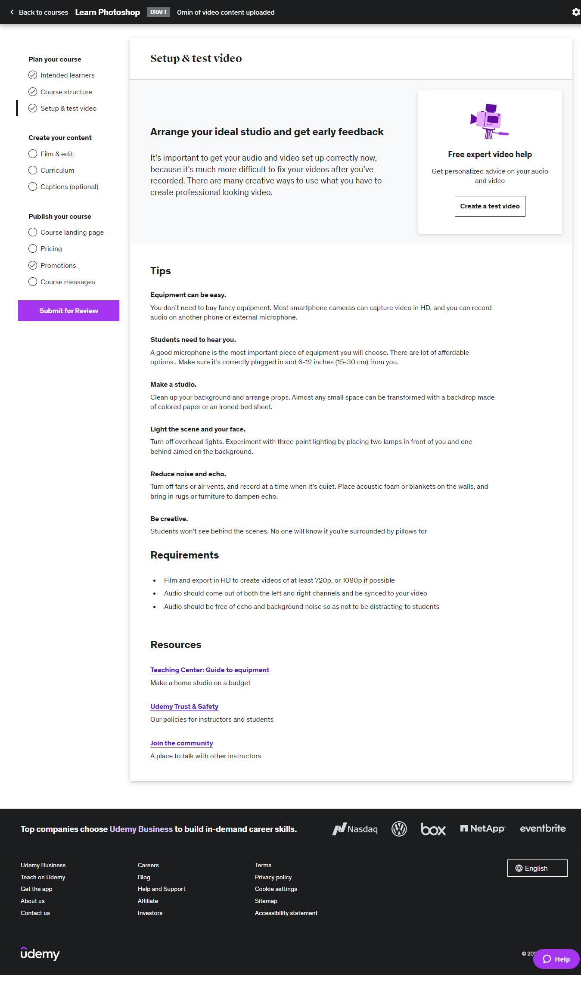 Back to courses Learn Photoshop DRAFT 0min of video content uploaded
Plan your course
Intended learners
Course structure
Setup & test video
Create your content
Film & edit
Curriculum
Captions (optional)
Publish your course
Course landing page
Pricing
Promotions
Course messages
Submit for Review
Setup & test video
Arrange your ideal studio and get early feedback
It's important to get your audio and video set up correctly now,
because it's much more difficult to fix your videos after you’ve
recorded. There are many creative ways to use what you have to
create professional looking video.
Free expert video help
Get personalized advice on your audio
and video
Create a test video
Tips
Equipment can be easy.
You don’t need to buy fancy equipment. Most smartphone cameras can capture video in HD, and you can record
audio on another phone or external microphone.
Students need to hear you.
A good microphone is the most important piece of equipment you will choose. There are lot of affordable
options.. Make sure it’s correctly plugged in and 6-12 inches (15-30 cm) from you.
Make a studio.
Clean up your background and arrange props. Almost any small space can be transformed with a backdrop made
of colored paper or an ironed bed sheet.
Light the scene and your face.
Turn off overhead lights. Experiment with three point lighting by placing two lamps in front of you and one
behind aimed on the background.
Reduce noise and echo.
Turn off fans or air vents, and record at a time when it’s quiet. Place acoustic foam or blankets on the walls, and
bring in rugs or furniture to dampen echo.
Be creative.
Students won’t see behind the scenes. No one will know if you’re surrounded by pillows for
Requirements
• Film and export in HD to create videos of at least 720p, or 1080p if possible
• Audio should come out of both the left and right channels and be synced to your video
• Audio should be free of echo and background noise so as not to be distracting to students
Resources
Teaching Center: Guide to equipment
Make a home studio on a budget
Udemy Trust & Safety
Our policies for instructors and students
Join the community
A place to talk with other instructors
Top companies choose Udemy Business to build in-demand career skills.
Nasdaq
box
NetApp
eventbrite
Udemy Business
Teach on Udemy
Get the app
About us
Contact us
Careers
Blog
Help and Support
Affiliate
Investors
Terms
Privacy policy
Cookie settings
Sitemap
Accessibility statement
English
udemy
©
Help